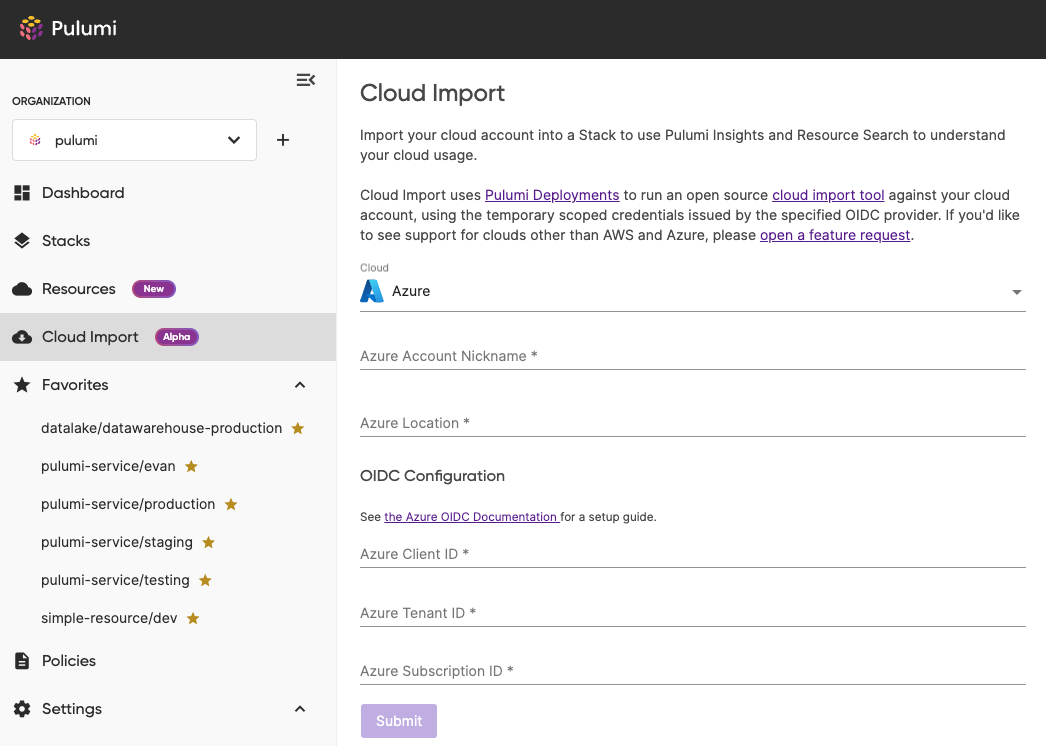 Pulumi
ORGANIZATION
pulumi
Dashboard
Stacks
Resources New
Cloud Import Alpha
Favorites
datalake/datawarehouse-production
pulumi-service/evan
pulumi-service/production
pulumi-service/staging
pulumi-service/testing
simple-resource/dev
Policies
Settings
Cloud Import
Import your cloud account into a Stack to use Pulumi Insights and Resource Search to understand
your cloud usage.
Cloud Import uses Pulumi Deployments to run an open source cloud import tool against your cloud
account, using the temporary scoped credentials issued by the specified OIDC provider. If you'd like
to see support for clouds other than AWS and Azure, please open a feature request.
Cloud
Azure
Azure Account Nickname *
Azure Location *
OIDC Configuration
See the Azure OIDC Documentation for a setup guide.
Azure Client ID *
Azure Tenant ID *
Azure Subscription ID *
Submit